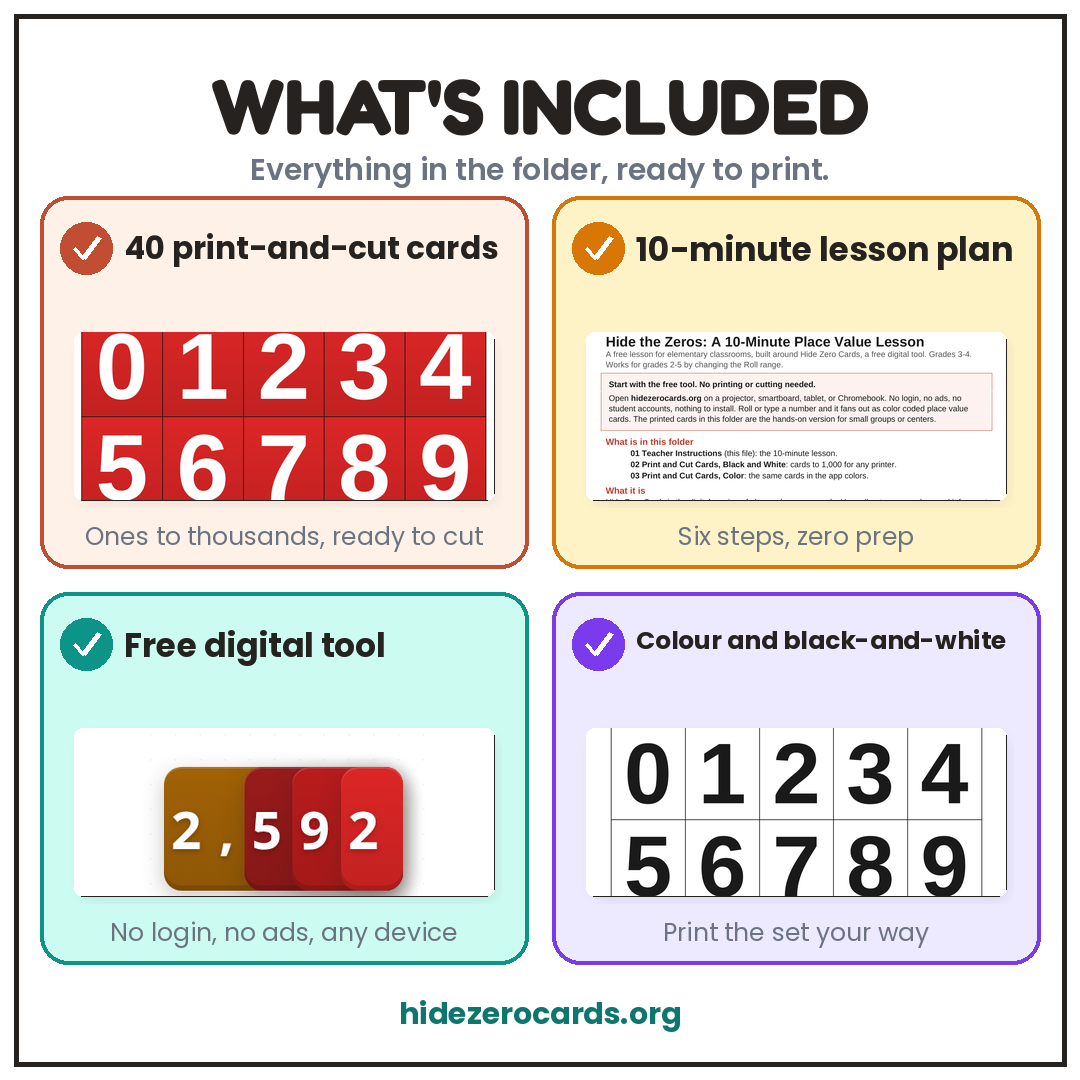 WHAT'S INCLUDED
Everything in the folder, ready to print.
40 print-and-cut cards
0 1 2 3 4
5 6 7 8 9
Ones to thousands, ready to cut
10-minute lesson plan
Hide the Zeros: A 10-Minute Place Value Lesson
A free lesson for elementary classrooms, built around Hide Zero Cards, a free digital tool. Grades 3-4.
Works for grades 2-5 by changing the Roll range.
Start with the free tool. No printing or cutting needed.
Open hidezerocards.org on a projector, smartboard, tablet, or Chromebook. No login, no ads, no
student accounts, nothing to install. Roll or type a number and it fans out as color coded place value
cards. The printed cards in this folder are the hands-on version for small groups or centers.
What is in this folder
01 Teacher Instructions (this file): the 10-minute lesson.
02 Print and Cut Cards, Black and White: cards to 1,000 for any printer.
03 Print and Cut Cards, Color: the same cards in the app colors.
What it is
Six steps, zero prep
Free digital tool
2,592
No login, no ads, any device
Colour and black-and-white
0 1 2 3 4
5 6 7 8 9
Print the set your way
hidezerocards.org